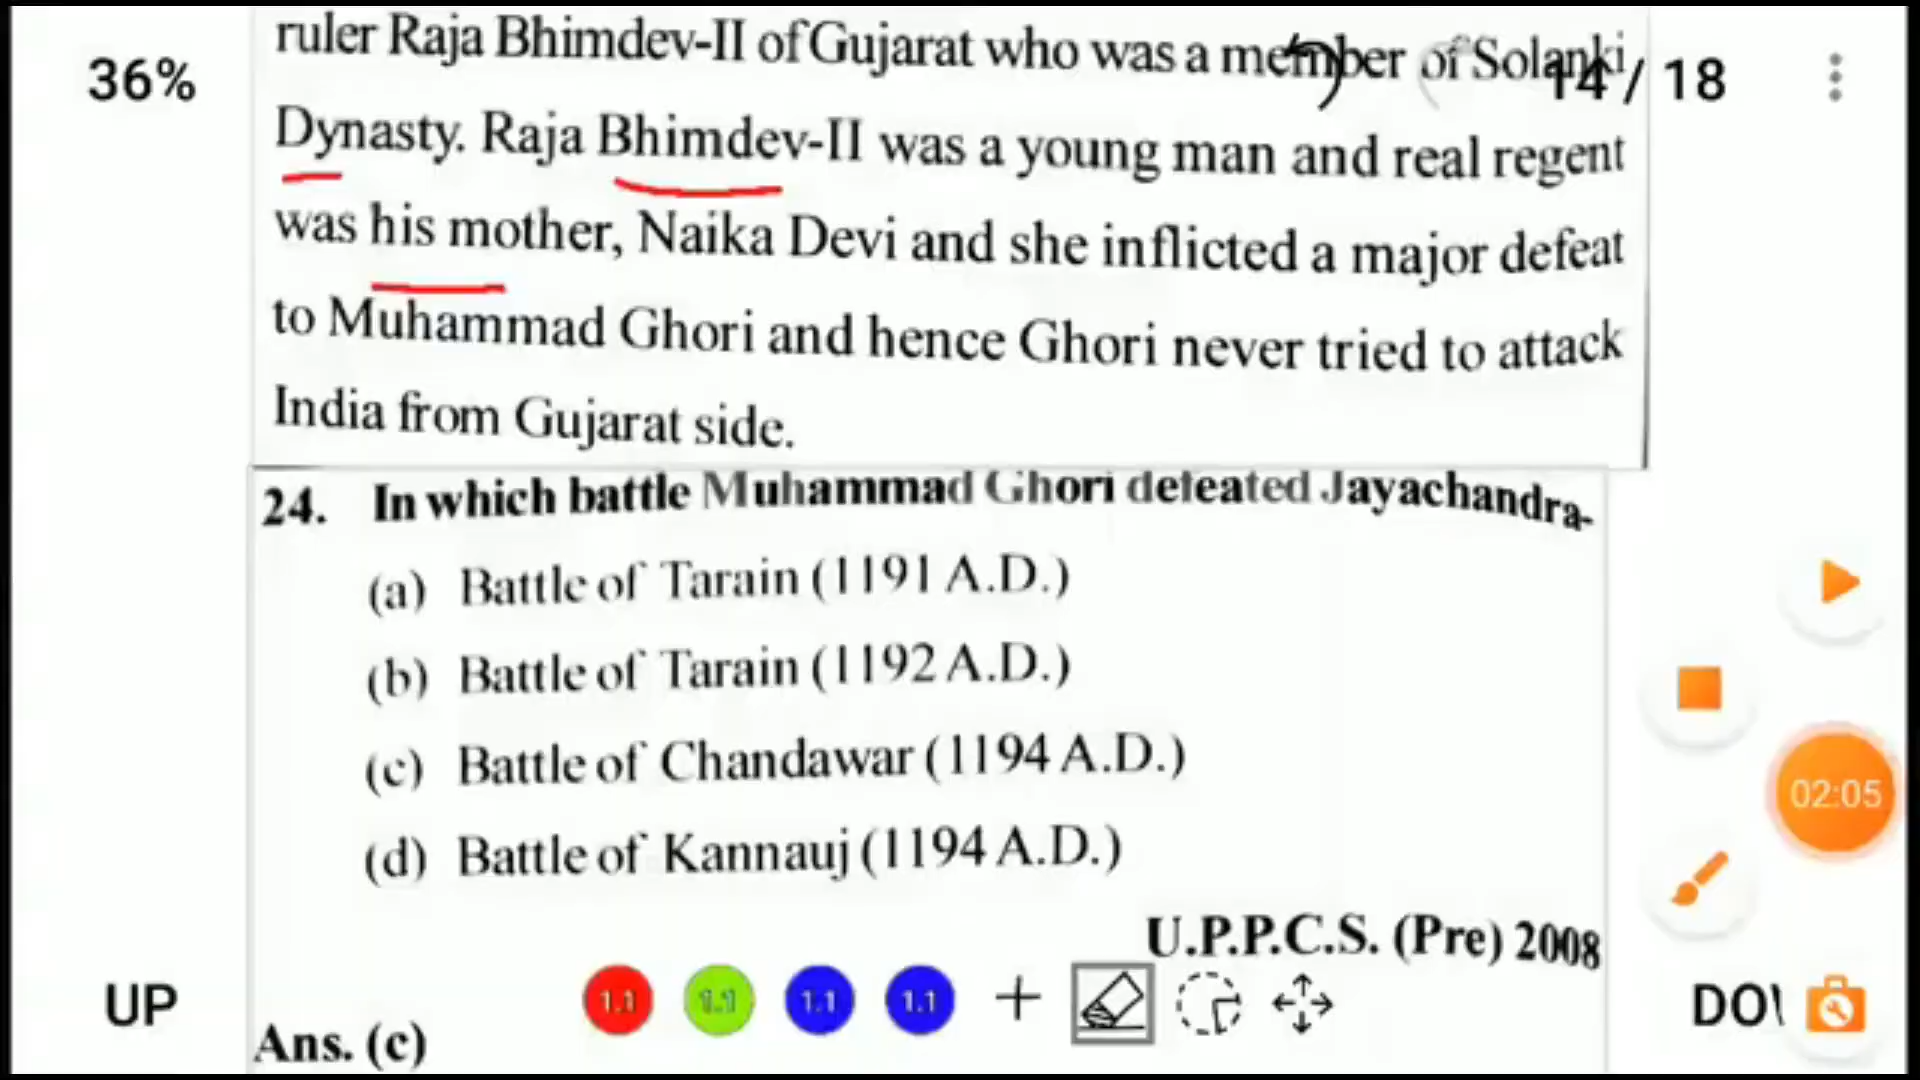 ruler Raja Bhimdev-II of Gujarat who was a member of Solanki
36%
14 / 18
Dynasty. Raja Bhimdev-II was a young man and real regent
was his mother, Naika Devi and she inflicted a major defeat
to Muhammad Ghori and hence Ghori never tried to attack
India from Gujarat side.
24. In which battle Muhammad Ghori defeated Jayachandra-
(a) Battle of Tarain (1191 A.D.)
(b) Battle of Tarain (1192 A.D.)
(c) Battle of Chandawar (1194 A.D.)
02:05
(d) Battle of Kannauj (1194 A.D.)
U.P.P.C.S. (Pre) 2008
UP
1.1 1.1 1.1 1.1
Ans. (c)